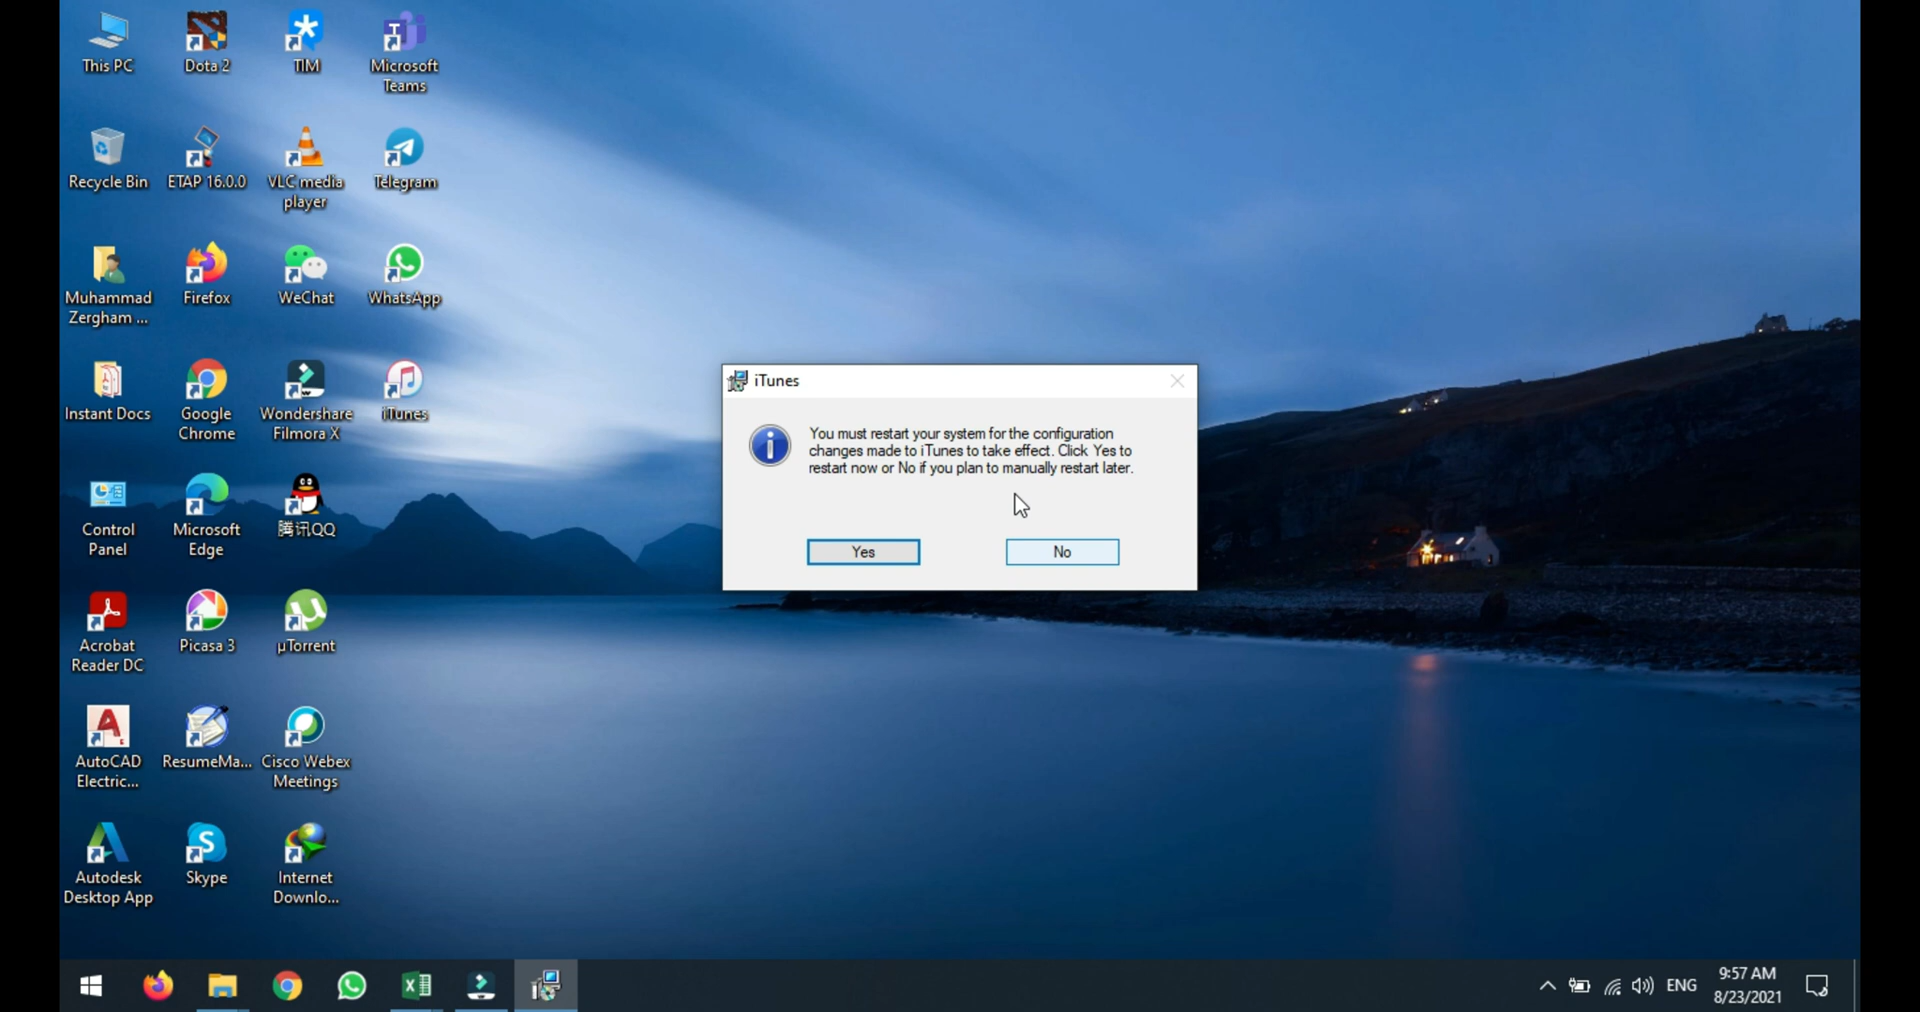 This PC
Dota 2
TIM
Microsoft
Teams
Recycle Bin
ETAP 16.0.0
VLC media
player
Telegram
Muhammad
Zergham ...
Firefox
WeChat
WhatsApp
Instant Docs
Google
Chrome
Wondershare
Filmora X
iTunes
Control
Panel
Microsoft
Edge
腾讯QQ
Acrobat
Reader DC
Picasa 3
µTorrent
AutoCAD
Electric...
ResumeMa...
Cisco Webex
Meetings
Autodesk
Desktop App
Skype
Internet
Downlo...
iTunes
You must restart your system for the configuration
changes made to iTunes to take effect. Click Yes to
restart now or No if you plan to manually restart later.
Yes
No
ENG
9:57 AM
8/23/2021